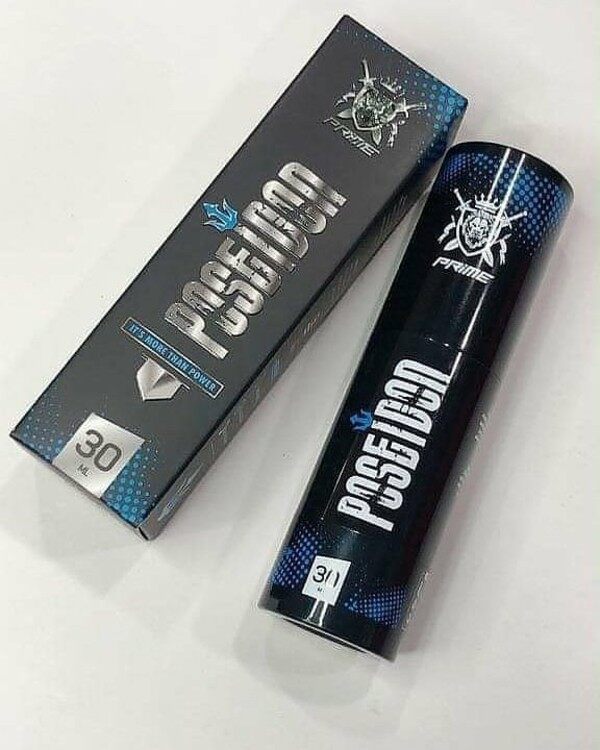 PRIME
POSEIDON
IT'S MORE THAN POWER
30
ML
PRIME
POSEIDON
30
ML